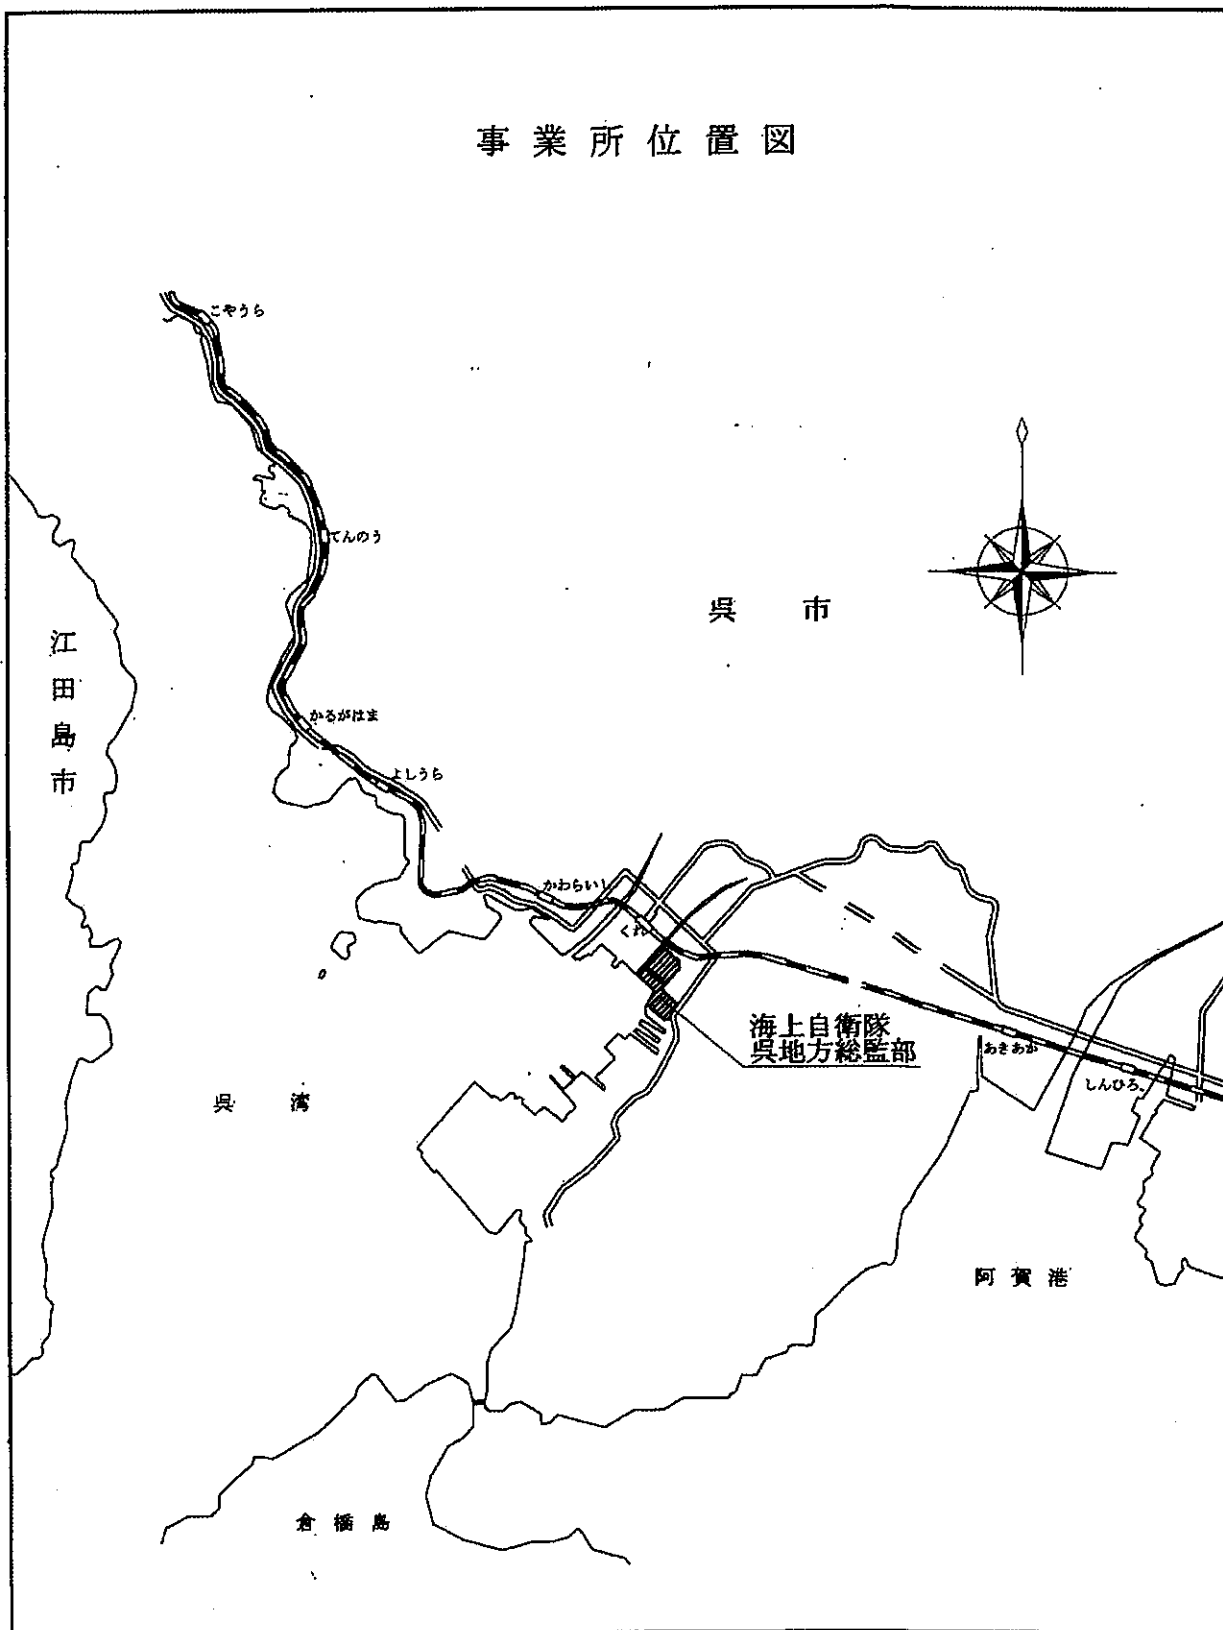 事業所位置図
こやうら
てんのう
呉市
江田島市
かるがはま
よしうら
かわらいし
くれ
海上自衛隊
呉地方総監部
あきあが
しんひろ
呉湾
阿賀港
倉橋島